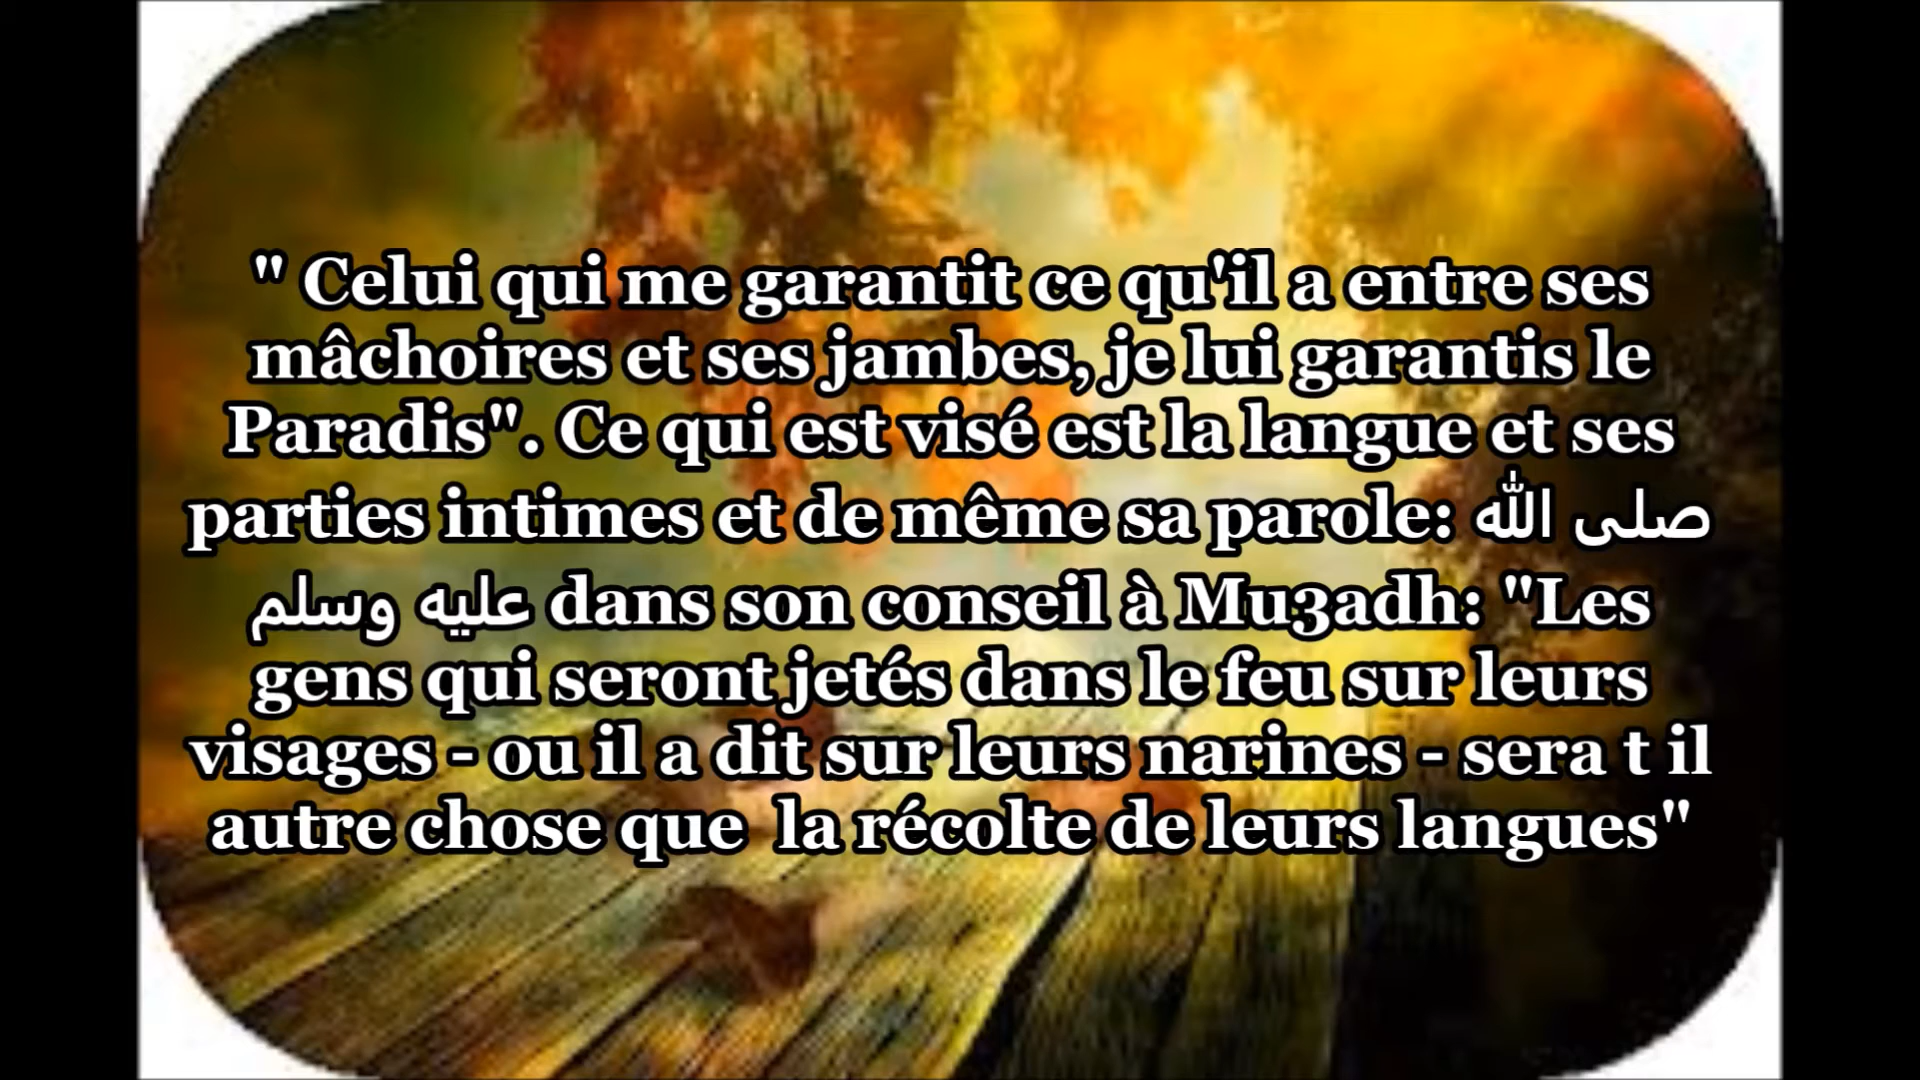 " Celui qui me garantit ce qu'il a entre ses
mâchoires et ses jambes, je lui garantis le
Paradis". Ce qui est visé est la langue et ses
parties intimes et de même sa parole: صلى الله
عليه وسلم dans son conseil à Mu3adh: "Les
gens qui seront jetés dans le feu sur leurs
visages - ou il a dit sur leurs narines - sera t il
autre chose que  la récolte de leurs langues"